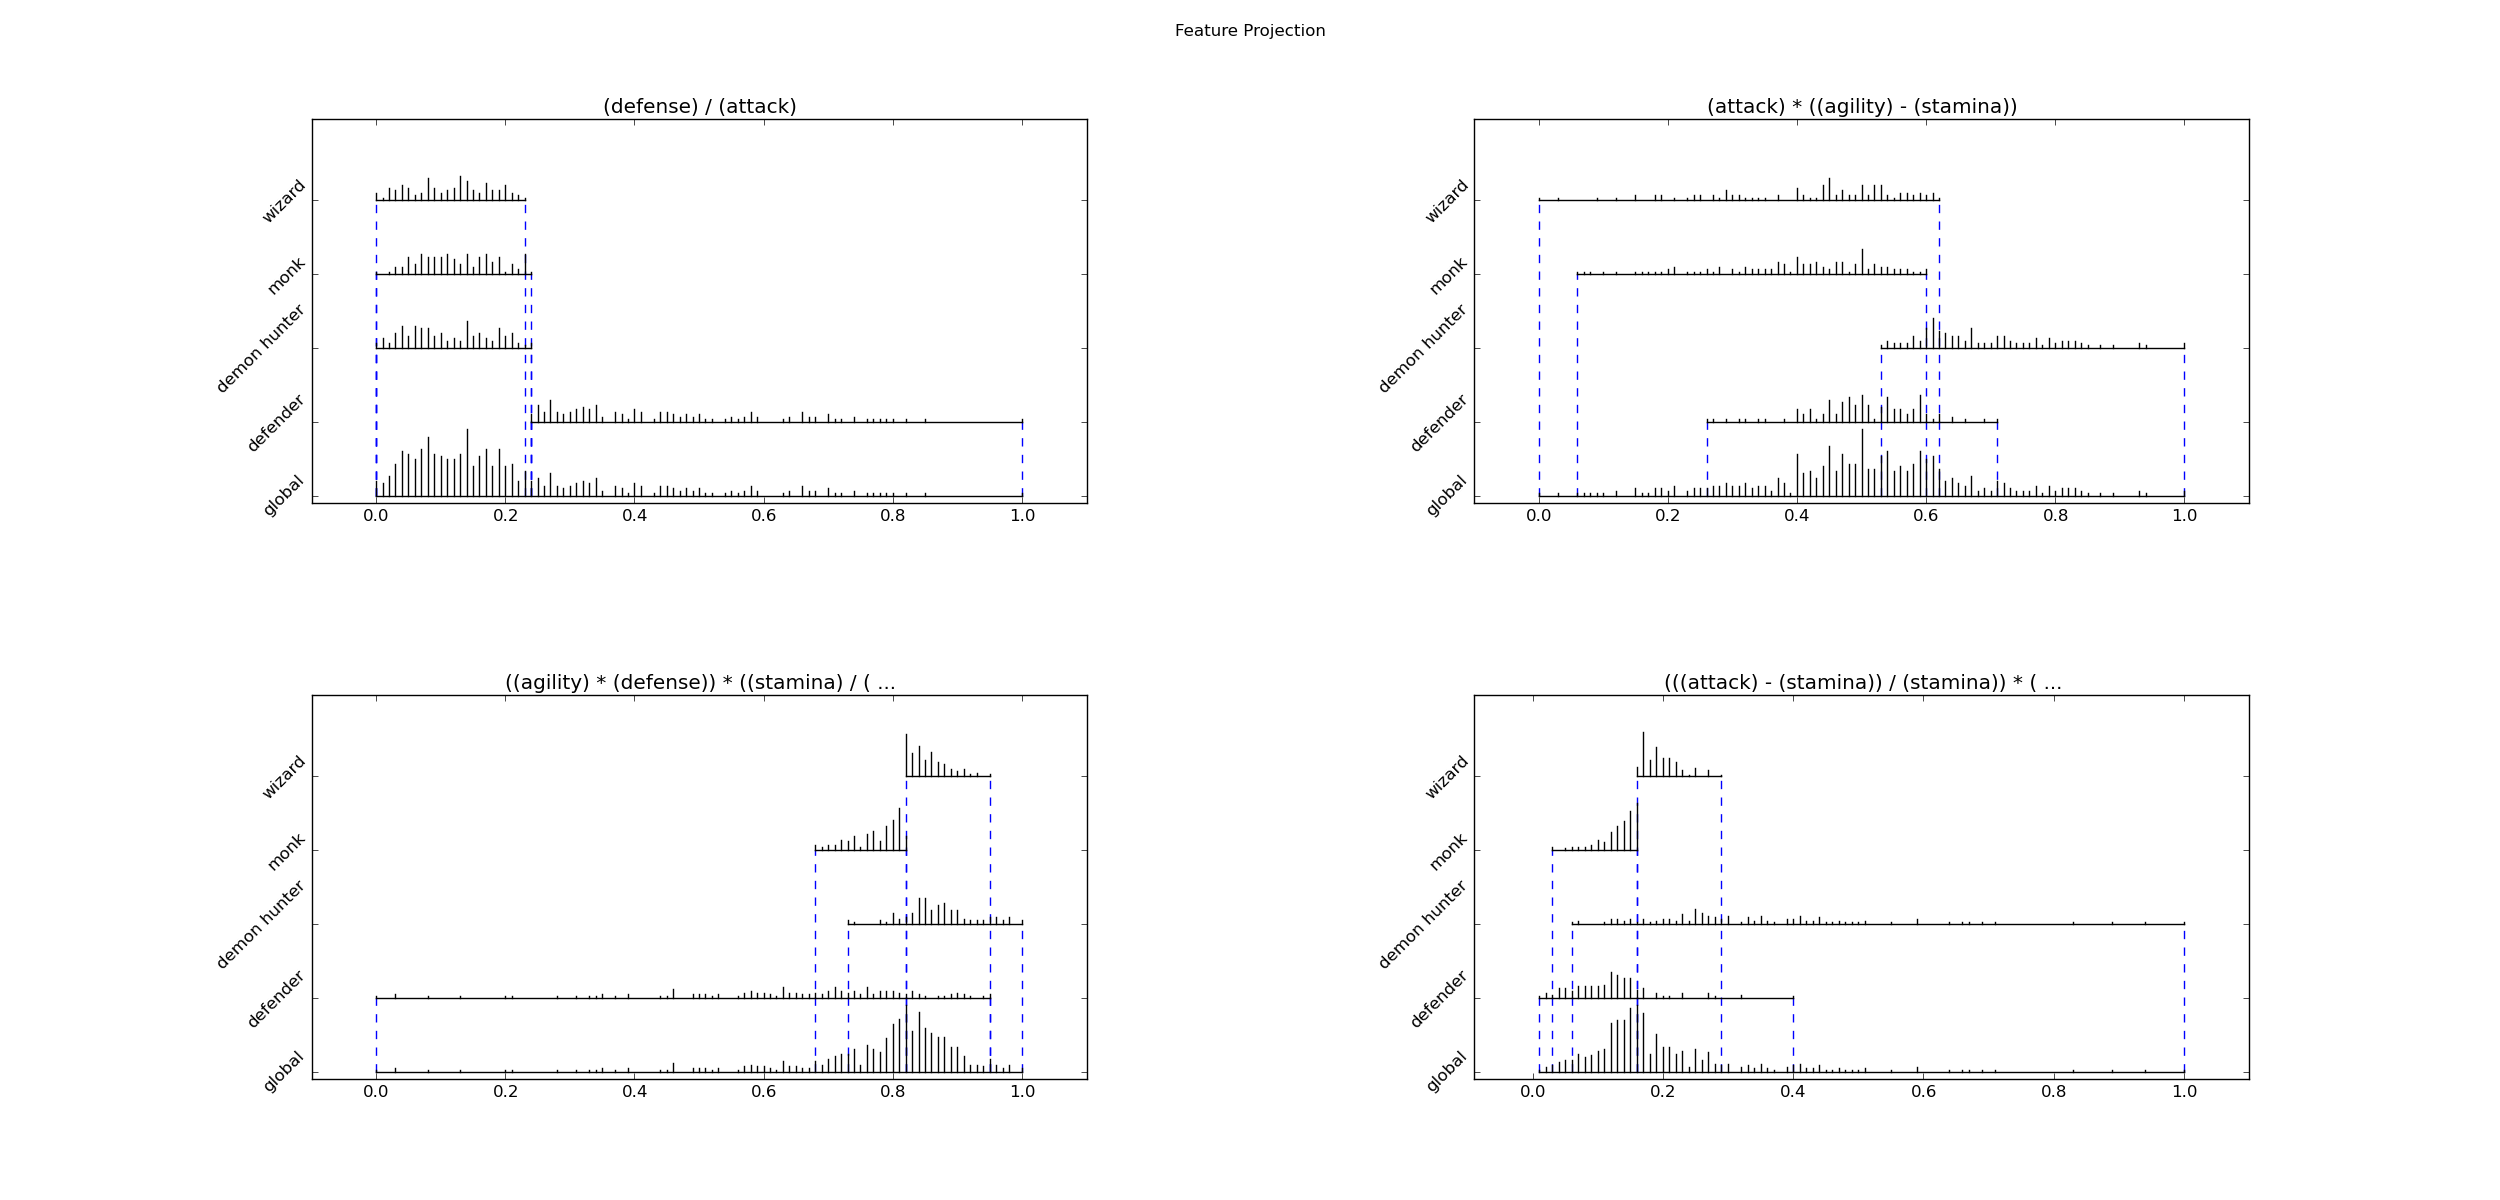 Feature Projection
(defense) / (attack)
wizard
monk
demon hunter
defender
global
0.0 0.2 0.4 0.6 0.8 1.0
(attack) * ((agility) - (stamina))
wizard
monk
demon hunter
defender
global
0.0 0.2 0.4 0.6 0.8 1.0
((agility) * (defense)) * ((stamina) / ( ...
wizard
monk
demon hunter
defender
global
0.0 0.2 0.4 0.6 0.8 1.0
(((attack) - (stamina)) / (stamina)) * ( ...
wizard
monk
demon hunter
defender
global
0.0 0.2 0.4 0.6 0.8 1.0